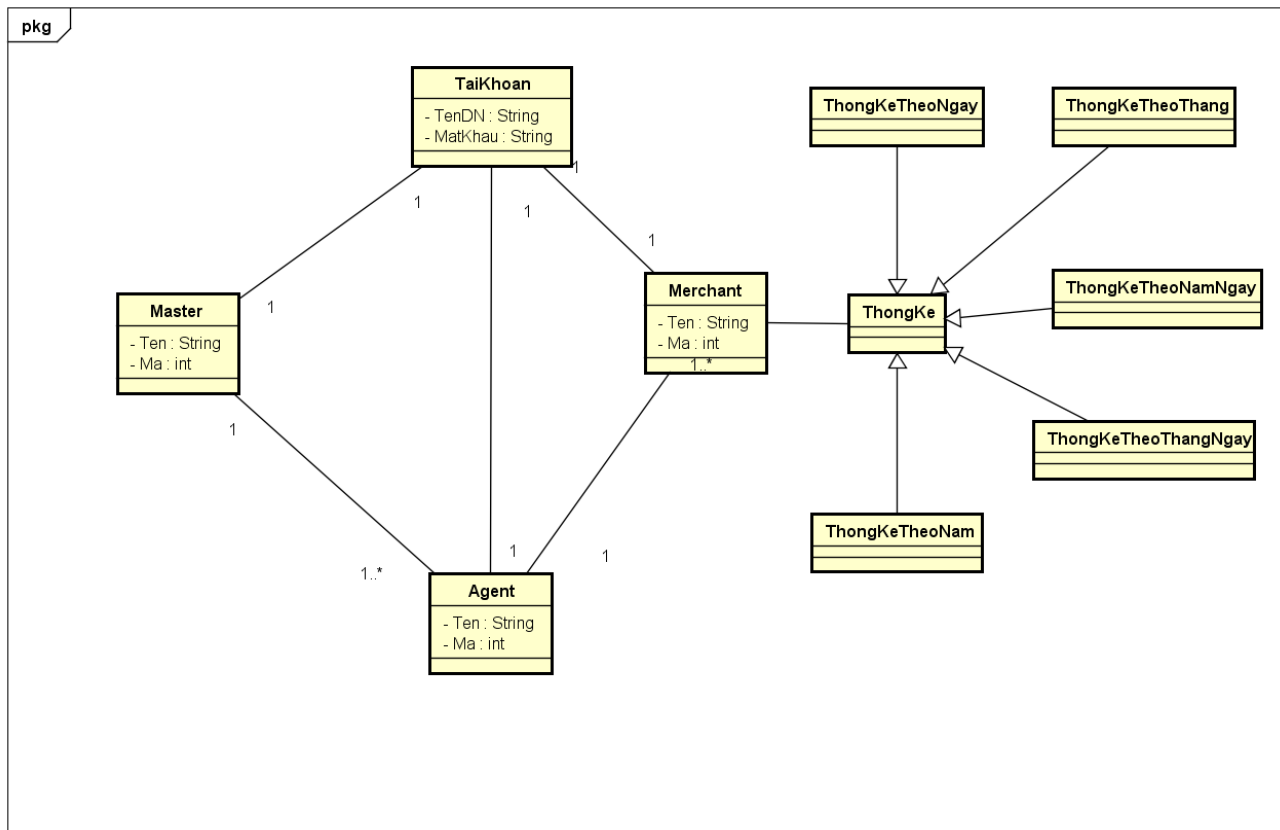 pkg
TaiKhoan
- TenDN : String
- MatKhau : String
1
1
1
1
1
Master
- Ten : String
- Ma : int
1
1..*
Merchant
- Ten : String
- Ma : int
1..*
1
1
Agent
- Ten : String
- Ma : int
ThongKeTheoNgay
ThongKeTheoThang
ThongKeTheoNamNgay
ThongKe
ThongKeTheoThangNgay
ThongKeTheoNam